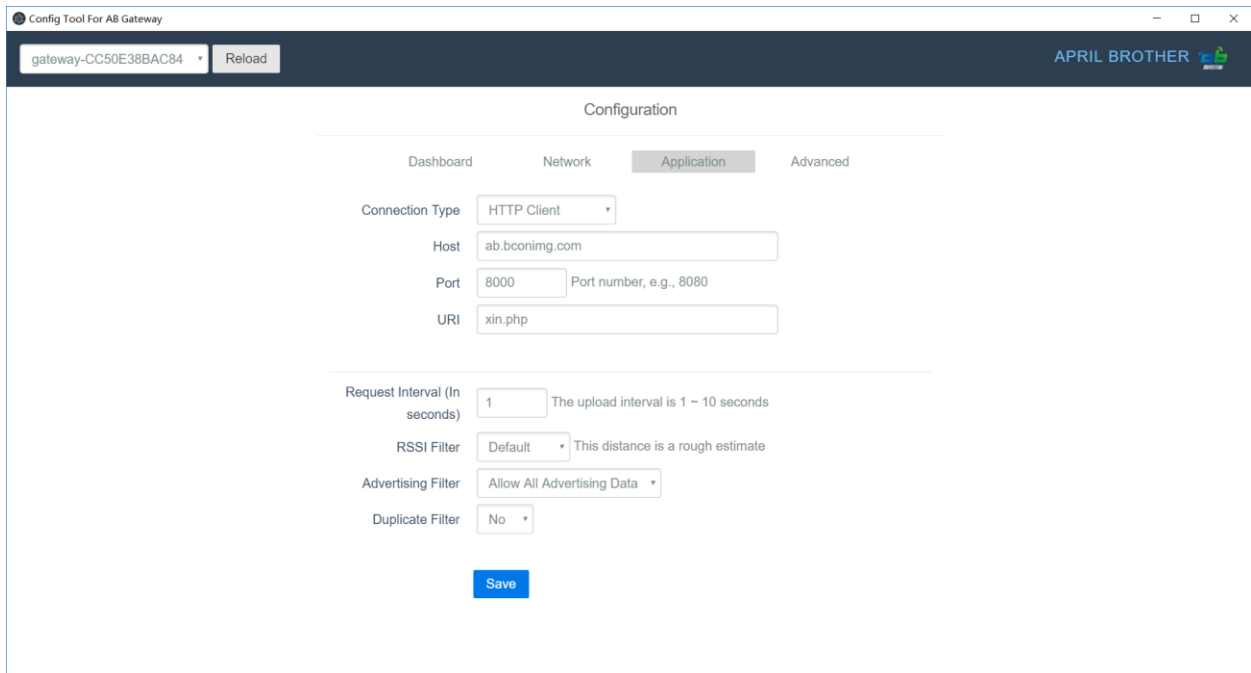 Config Tool For AB Gateway
gateway-CC50E38BAC84 Reload APRIL BROTHER
Configuration
Dashboard Network Application Advanced
Connection Type HTTP Client
Host ab.bconimg.com
Port 8000 Port number, e.g., 8080
URI xin.php
Request Interval (In
seconds) 1 The upload interval is 1 ~ 10 seconds
RSSI Filter Default This distance is a rough estimate
Advertising Filter Allow All Advertising Data
Duplicate Filter No
Save